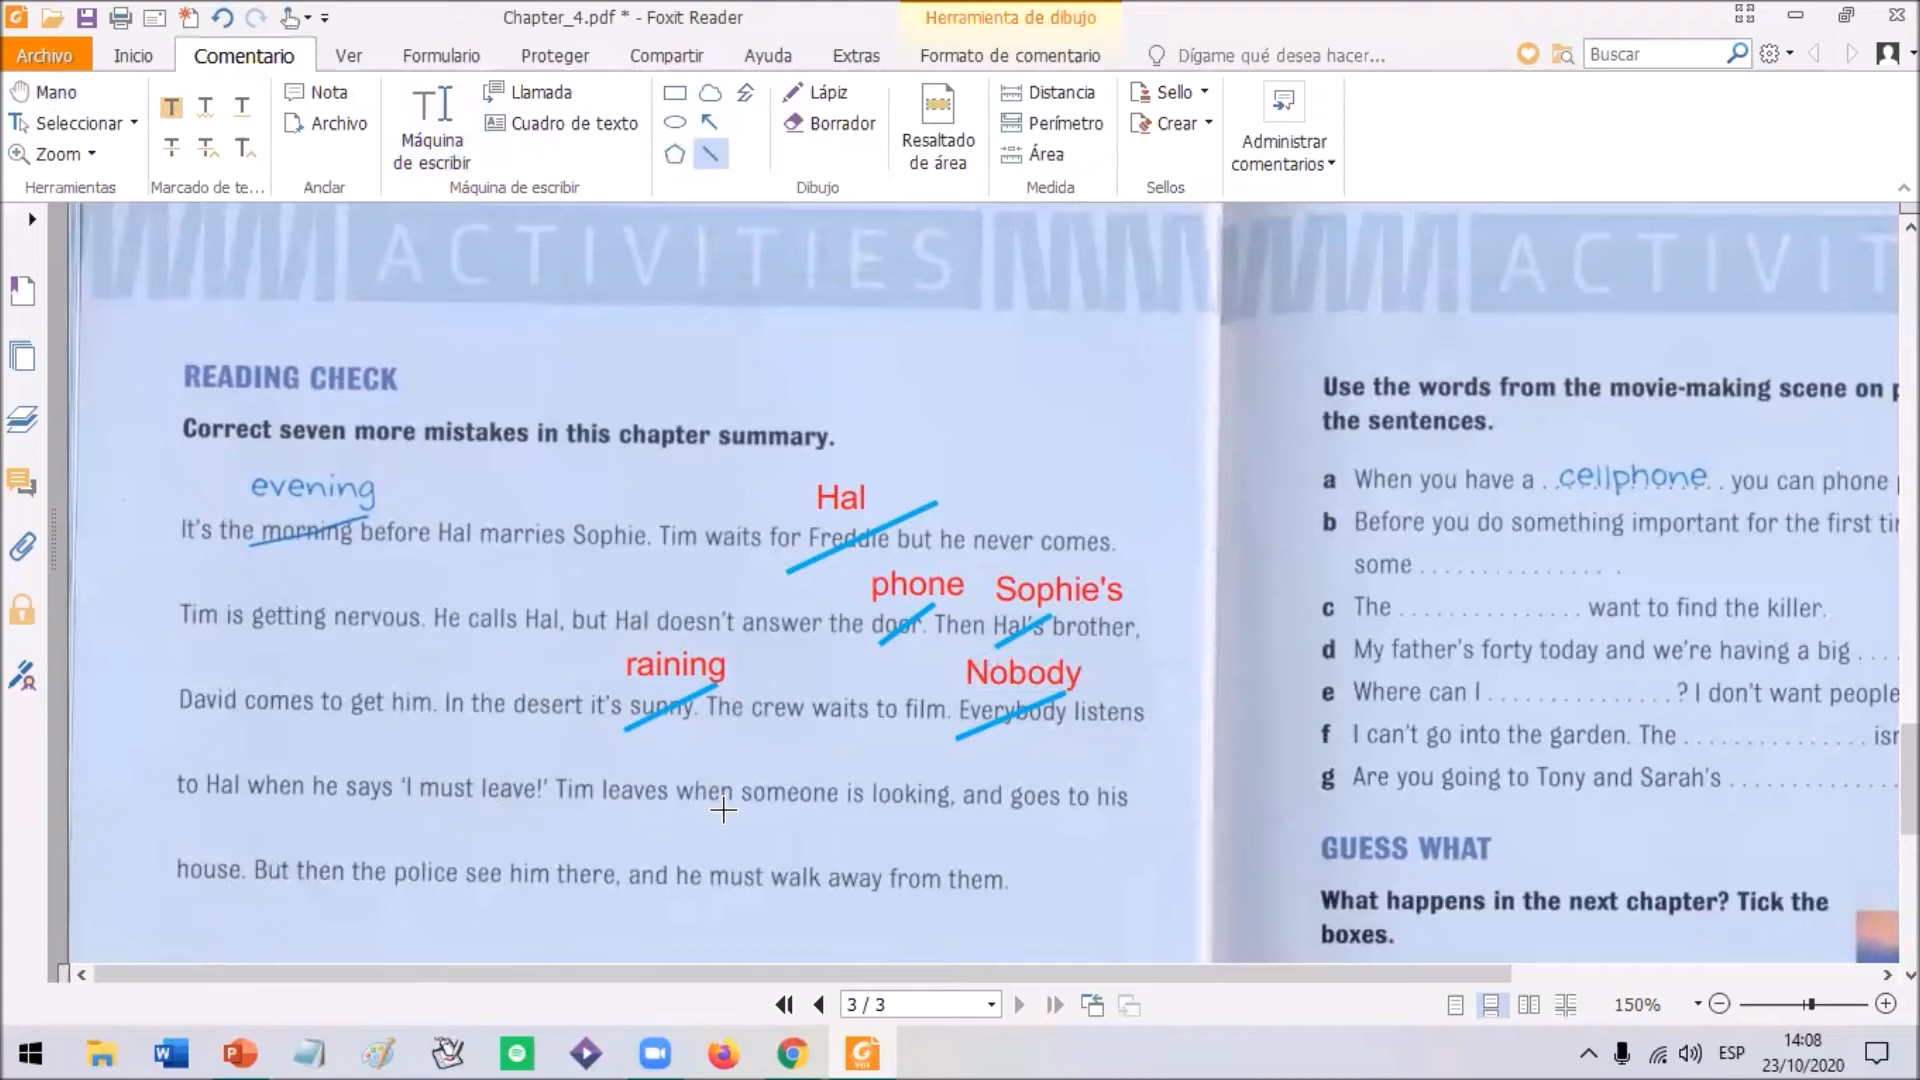 Chapter_4.pdf * - Foxit Reader
Herramienta de dibujo
Archivo Inicio Comentario Ver Formulario Proteger Compartir Ayuda Extras Formato de comentario Dígame qué desea hacer... Buscar
Mano
Seleccionar
Zoom
Herramientas
Marcado de te...
Nota
Archivo
Anclar
Máquina de escribir
Llamada
Cuadro de texto
Máquina de escribir
Lápiz
Borrador
Dibujo
Resaltado de área
Distancia
Perímetro
Área
Medida
Sello
Crear
Sellos
Administrar comentarios
ACTIVITIES
READING CHECK
Correct seven more mistakes in this chapter summary.
evening
Hal
It's the morning before Hal marries Sophie. Tim waits for Freddie but he never comes.
phone Sophie's
Tim is getting nervous. He calls Hal, but Hal doesn't answer the door. Then Hal's brother,
raining Nobody
David comes to get him. In the desert it's sunny. The crew waits to film. Everybody listens
to Hal when he says 'I must leave!' Tim leaves when someone is looking, and goes to his
house. But then the police see him there, and he must walk away from them.
ACTIVIT
Use the words from the movie-making scene on
the sentences.
a When you have a . .cellphone. . you can phone
b Before you do something important for the first
some . . . . . . . . . . . . . . . .
c The . . . . . . . . . . . . . . . want to find the killer.
d My father's forty today and we're having a big . . . .
e Where can I . . . . . . . . . . . . . . . ? I don't want people
f I can't go into the garden. The . . . . . . . . . . . . . . .
g Are you going to Tony and Sarah's . . . . . . . . . . . . . .
GUESS WHAT
What happens in the next chapter? Tick the
boxes.
3 / 3
150%
ESP
14:08
23/10/2020